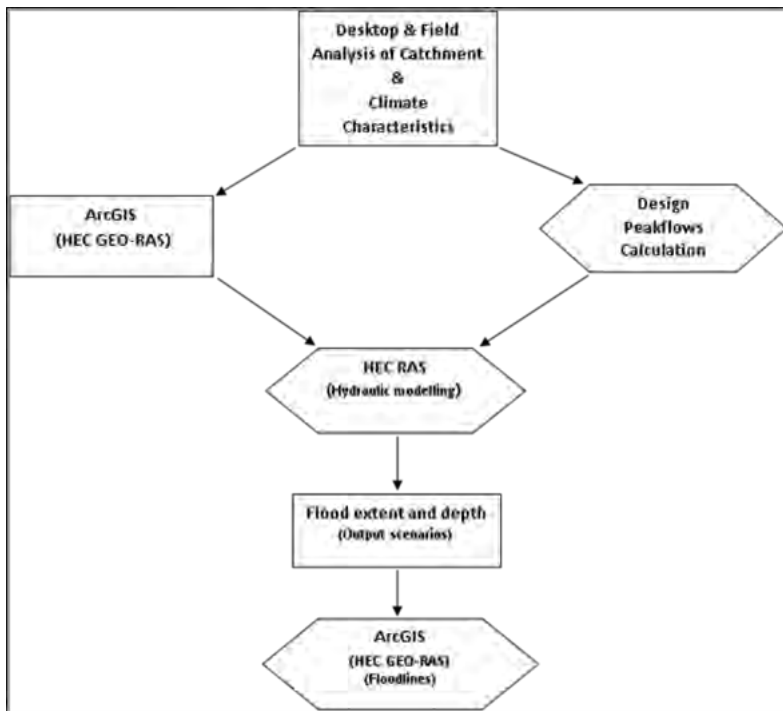 Desktop & Field
Analysis of Catchment
&
Climate
Characteristics
ArcGIS
(HEC GEO-RAS)
Design
Peakflows
Calculation
HEC RAS
(Hydraulic modelling)
Flood extent and depth
(Output scenarios)
ArcGIS
(HEC GEO-RAS)
(Floodlines)